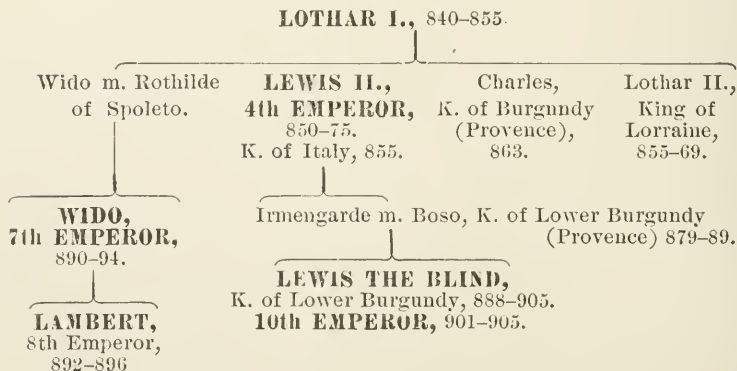 LOTHAR I., 840–855.
Wido m. Rothilde
of Spoleto.
LEWIS II.,
4th EMPEROR,
850–75.
K. of Italy, 855.
Charles,
K. of Burgundy
(Provence),
863.
Lothar II.,
King of
Lorraine,
855–69.
WIDO,
7th EMPEROR,
890–94.
Irmengarde m. Boso, K. of Lower Burgundy
(Provence) 879–89.
LAMBERT,
8th Emperor,
892–896
LEWIS THE BLIND,
K. of Lower Burgundy, 888–905.
10th EMPEROR, 901–905.